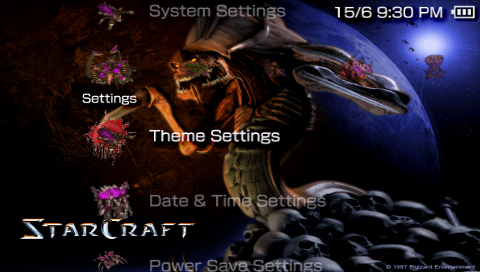 System Settings
15/6 9:30 PM
Settings
Theme Settings
Date & Time Settings
STARCRAFT
Power Save Settings
© 1997 Blizzard Entertainment